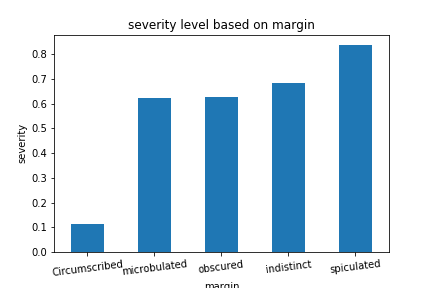 severity level based on margin
severity
0.8
0.7
0.6
0.5
0.4
0.3
0.2
0.1
0.0
Circumscribed microbulated obscured indistinct spiculated
margin